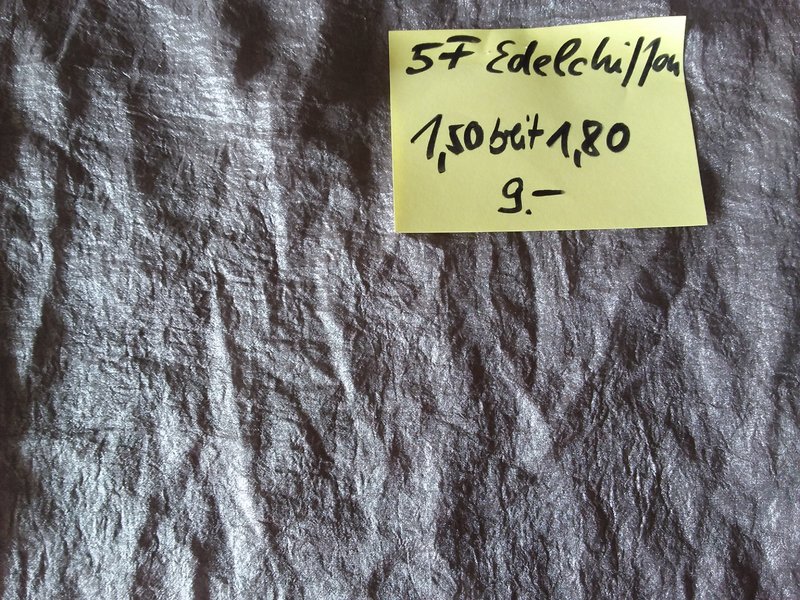 57 Edelchiffon
1,50 breit 1,80
9.-